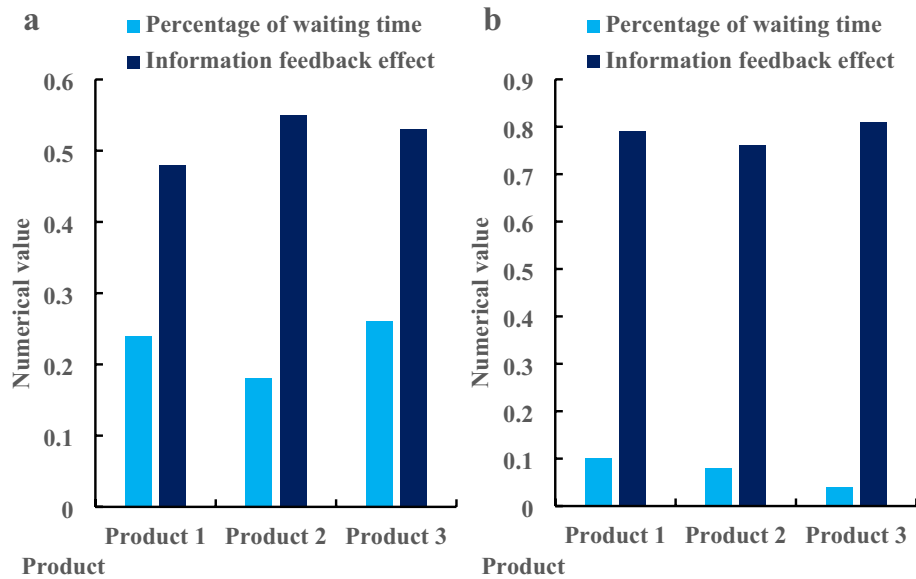 a
Percentage of waiting time
Information feedback effect
0.6
0.5
0.4
0.3
0.2
0.1
0
Numerical value
Product 1 Product 2 Product 3
Product
b
Percentage of waiting time
Information feedback effect
0.9
0.8
0.7
0.6
0.5
0.4
0.3
0.2
0.1
0
Numerical value
Product 1 Product 2 Product 3
Product